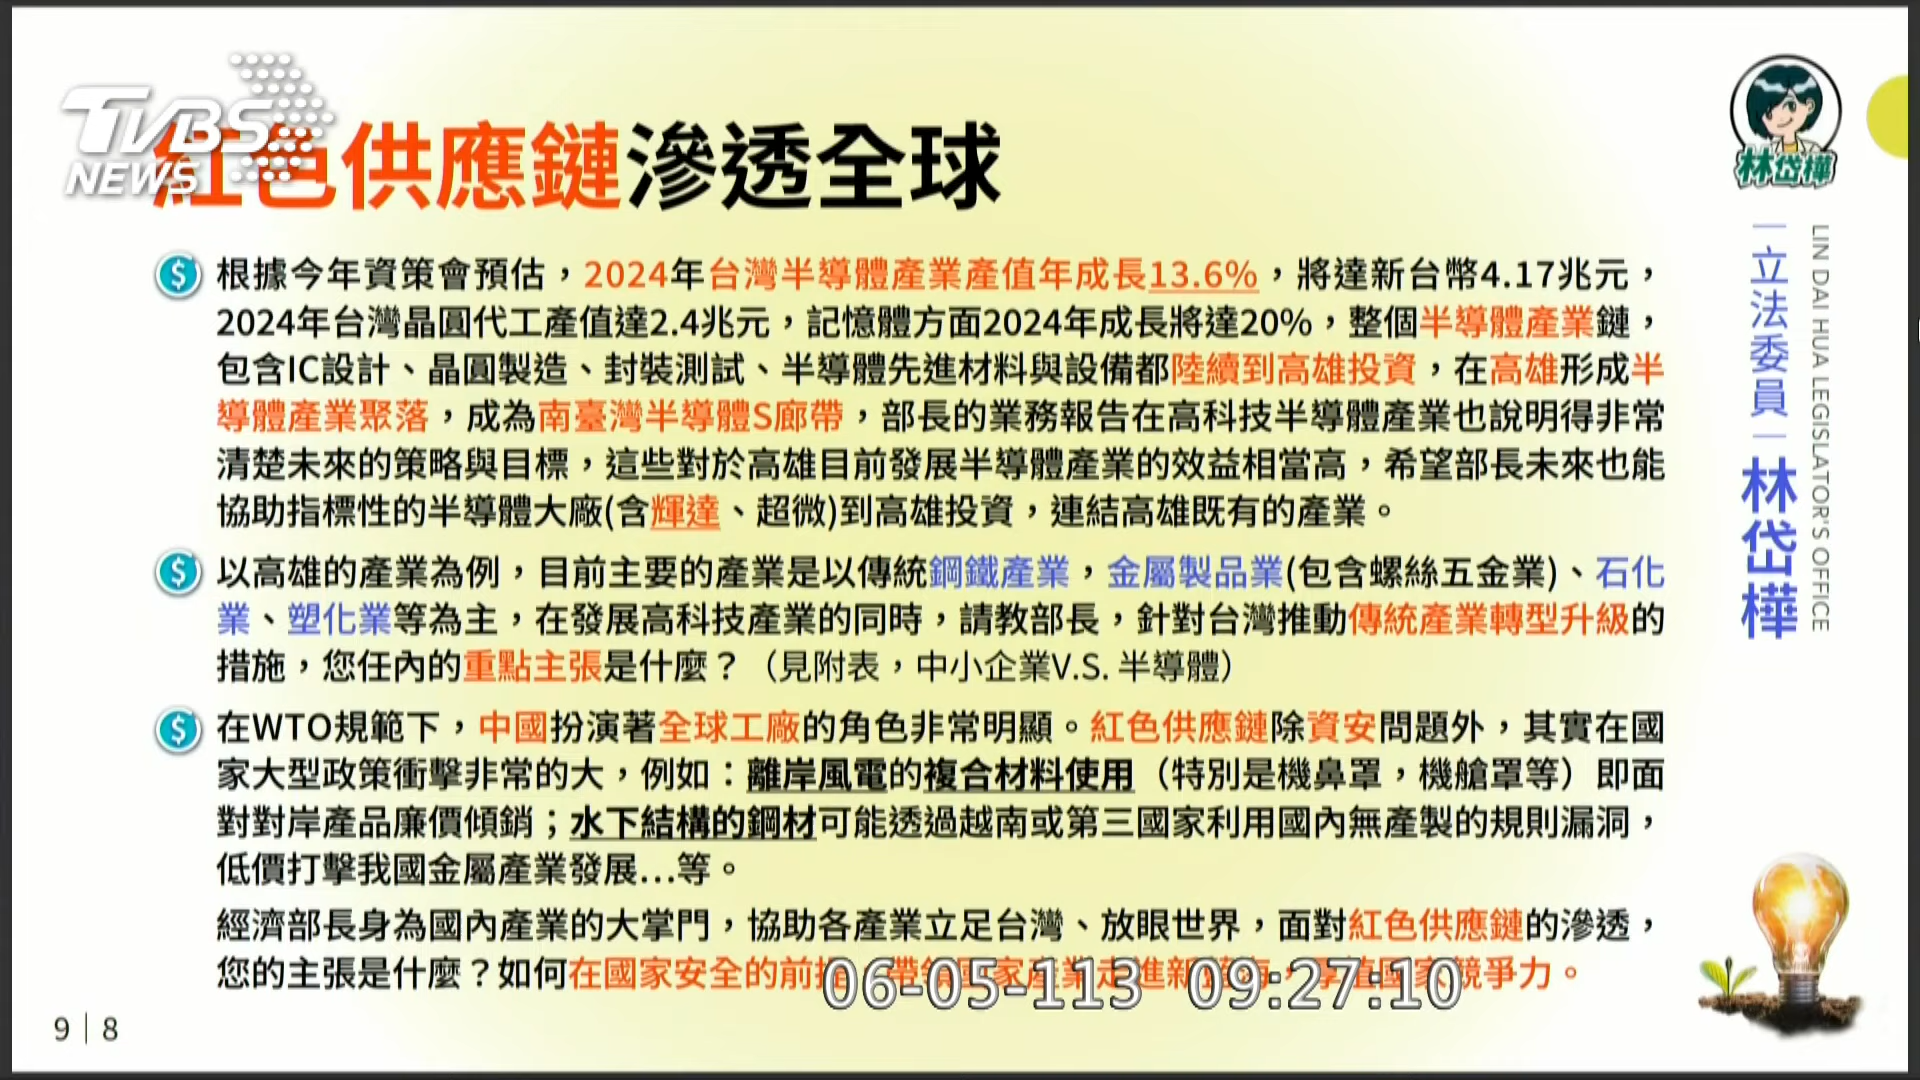 TVBS
NEWS
紅色供應鏈滲透全球
根據今年資策會預估，2024年台灣半導體產業產值年成長13.6%，將達新台幣4.17兆元，
2024年台灣晶圓代工產值達2.4兆元，記憶體方面2024年成長將達20%，整個半導體產業鏈，
包含IC設計、晶圓製造、封裝測試、半導體先進材料與設備都陸續到高雄投資，在高雄形成半
導體產業聚落，成為南臺灣半導體S廊帶，部長的業務報告在高科技半導體產業也說明得非常
清楚未來的策略與目標，這些對於高雄目前發展半導體產業的效益相當高，希望部長未來也能
協助指標性的半導體大廠(含輝達、超微)到高雄投資，連結高雄既有的產業。
以高雄的產業為例，目前主要的產業是以傳統鋼鐵產業，金屬製品業(包含螺絲五金業)、石化
業、塑化業等為主，在發展高科技產業的同時，請教部長，針對台灣推動傳統產業轉型升級的
措施，您任內的重點主張是什麼？（見附表，中小企業V.S. 半導體）
在WTO規範下，中國扮演著全球工廠的角色非常明顯。紅色供應鏈除資安問題外，其實在國
家大型政策衝擊非常的大，例如：離岸風電的複合材料使用（特別是機鼻罩，機艙罩等）即面
對對岸產品廉價傾銷；水下結構的鋼材可能透過越南或第三國家利用國內無產製的規則漏洞，
低價打擊我國金屬產業發展...等。
經濟部長身為國內產業的大掌門，協助各產業立足台灣、放眼世界，面對紅色供應鏈的滲透，
您的主張是什麼？如何在國家安全的前 帶領國家產業走進新 國家競爭力。
06-05-113 09:27:10
9 | 8
林岱樺
立法委員 林岱樺
LIN DAI HUA LEGISLATOR'S OFFICE